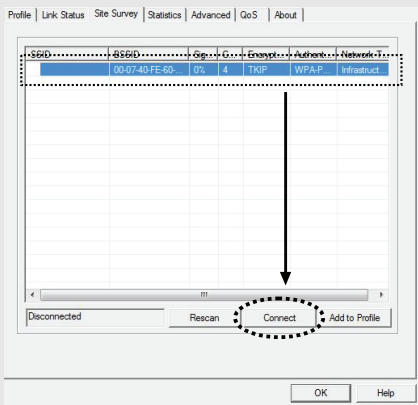 Profile Link Status Site Survey Statistics Advanced QoS About
SSID BSSID Sig... C... Encrypt... Authent... Network T...
00-07-40-FE-60-... 0% 4 TKIP WPA-P... Infrastruct...
Disconnected Rescan Connect Add to Profile
OK Help